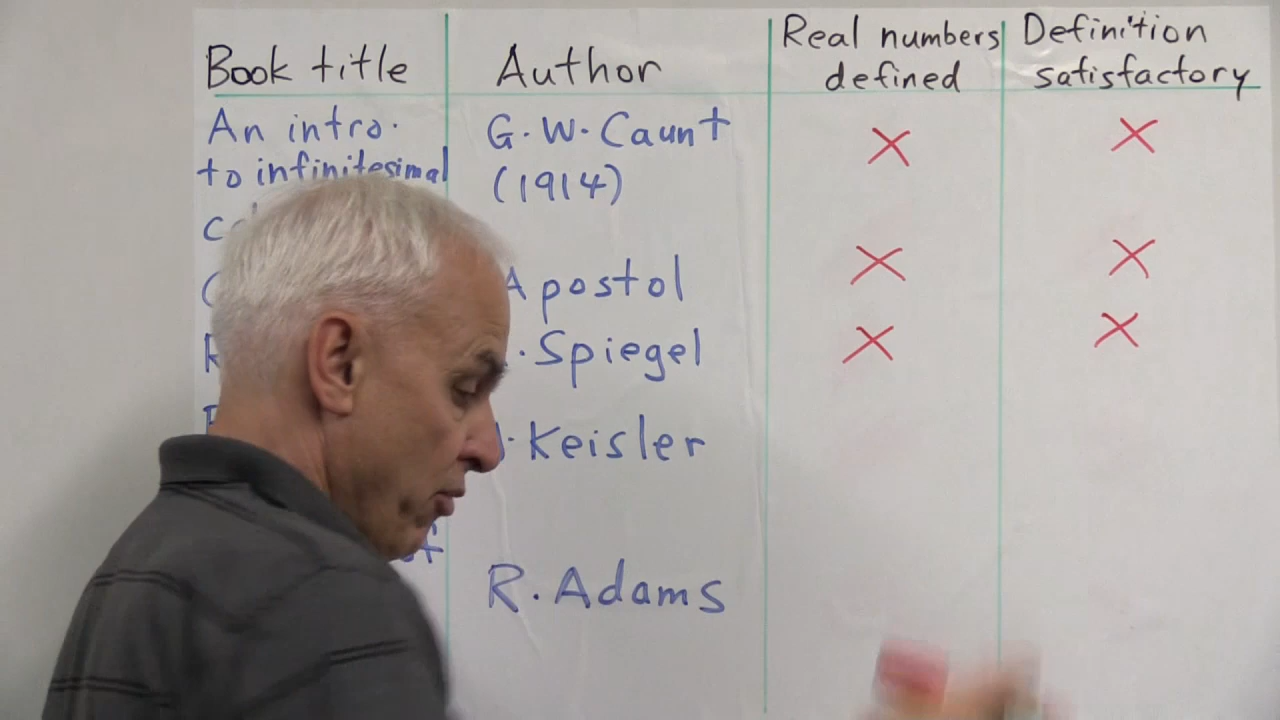 Book title Author Real numbers defined Definition satisfactory
An intro. G.W.Caunt
to infinitesimal (1914)
Apostol
. Spiegel
. Keisler
R. Adams